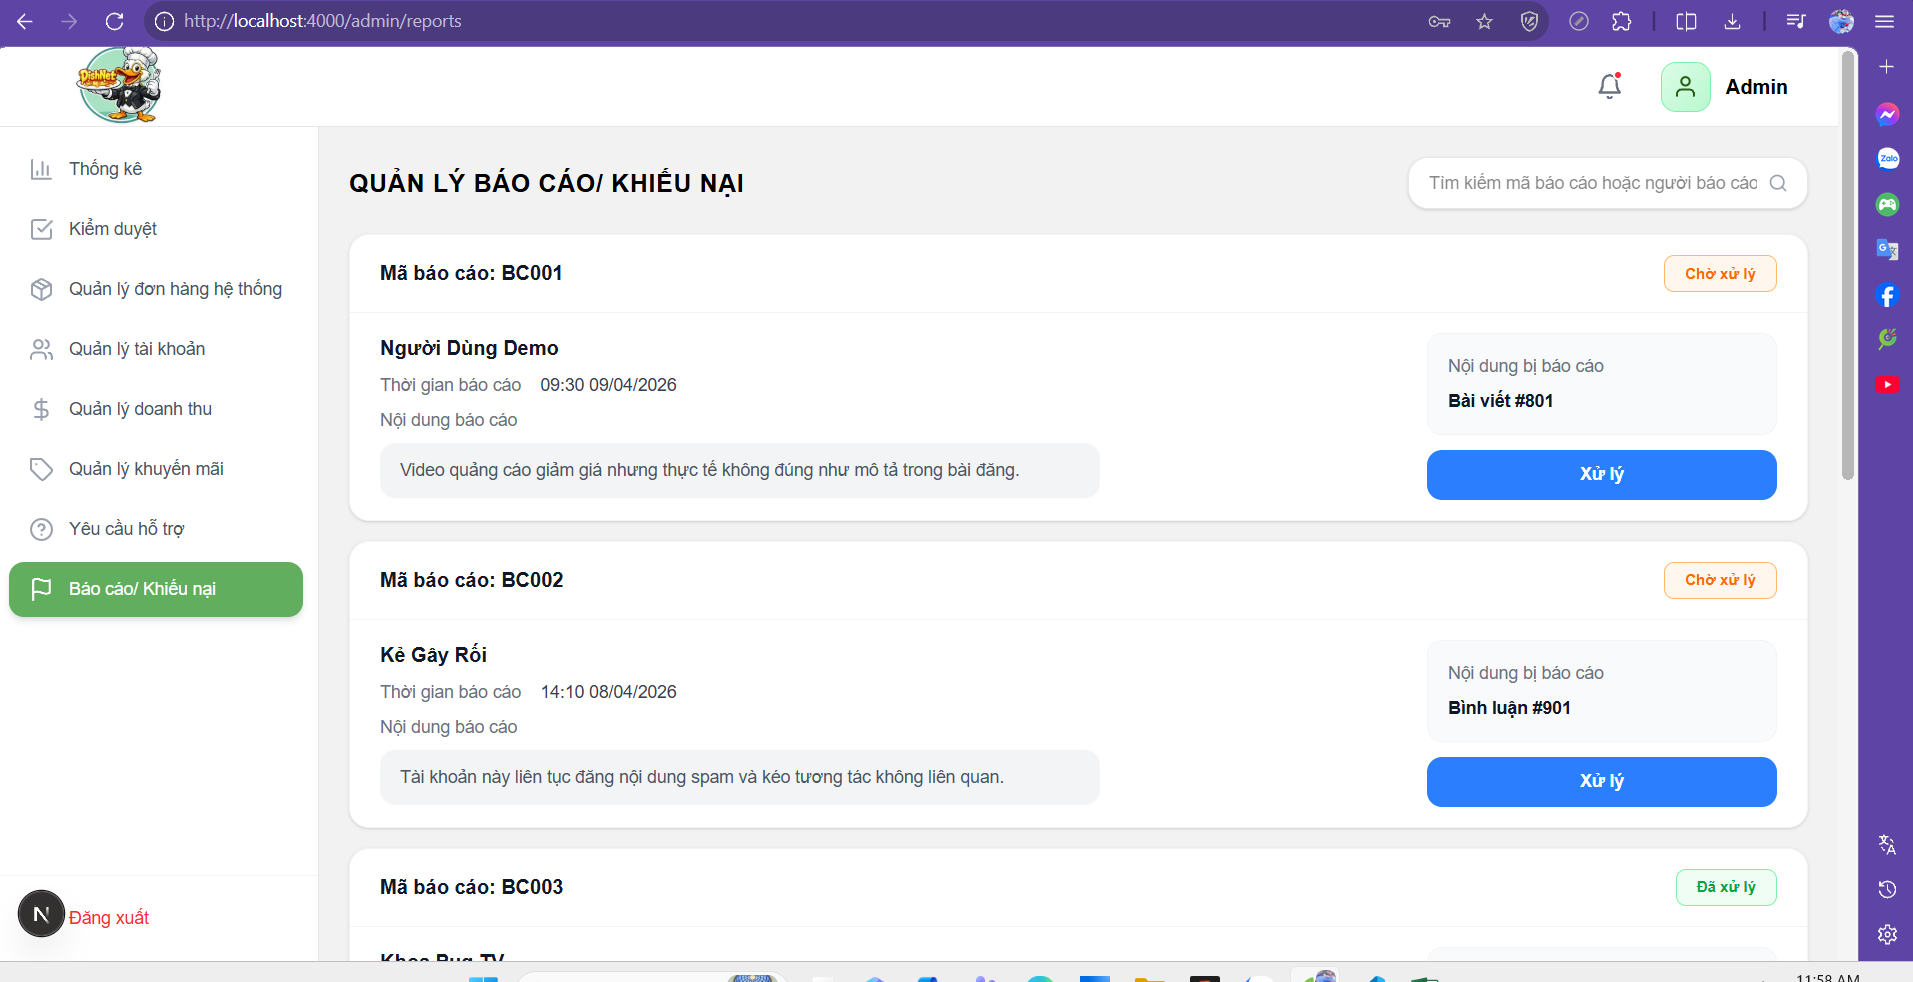 http://localhost:4000/admin/reports
DishNet
Admin
Thống kê
Kiểm duyệt
Quản lý đơn hàng hệ thống
Quản lý tài khoản
Quản lý doanh thu
Quản lý khuyến mãi
Yêu cầu hỗ trợ
Báo cáo/ Khiếu nại
N
Đăng xuất
QUẢN LÝ BÁO CÁO/ KHIẾU NẠI
Tìm kiếm mã báo cáo hoặc người báo cáo
Mã báo cáo: BC001
Chờ xử lý
Người Dùng Demo
Thời gian báo cáo 09:30 09/04/2026
Nội dung báo cáo
Video quảng cáo giảm giá nhưng thực tế không đúng như mô tả trong bài đăng.
Nội dung bị báo cáo
Bài viết #801
Xử lý
Mã báo cáo: BC002
Chờ xử lý
Kẻ Gây Rối
Thời gian báo cáo 14:10 08/04/2026
Nội dung báo cáo
Tài khoản này liên tục đăng nội dung spam và kéo tương tác không liên quan.
Nội dung bị báo cáo
Bình luận #901
Xử lý
Mã báo cáo: BC003
Đã xử lý
Khoa Pug TV
Zalo
11:58 AM